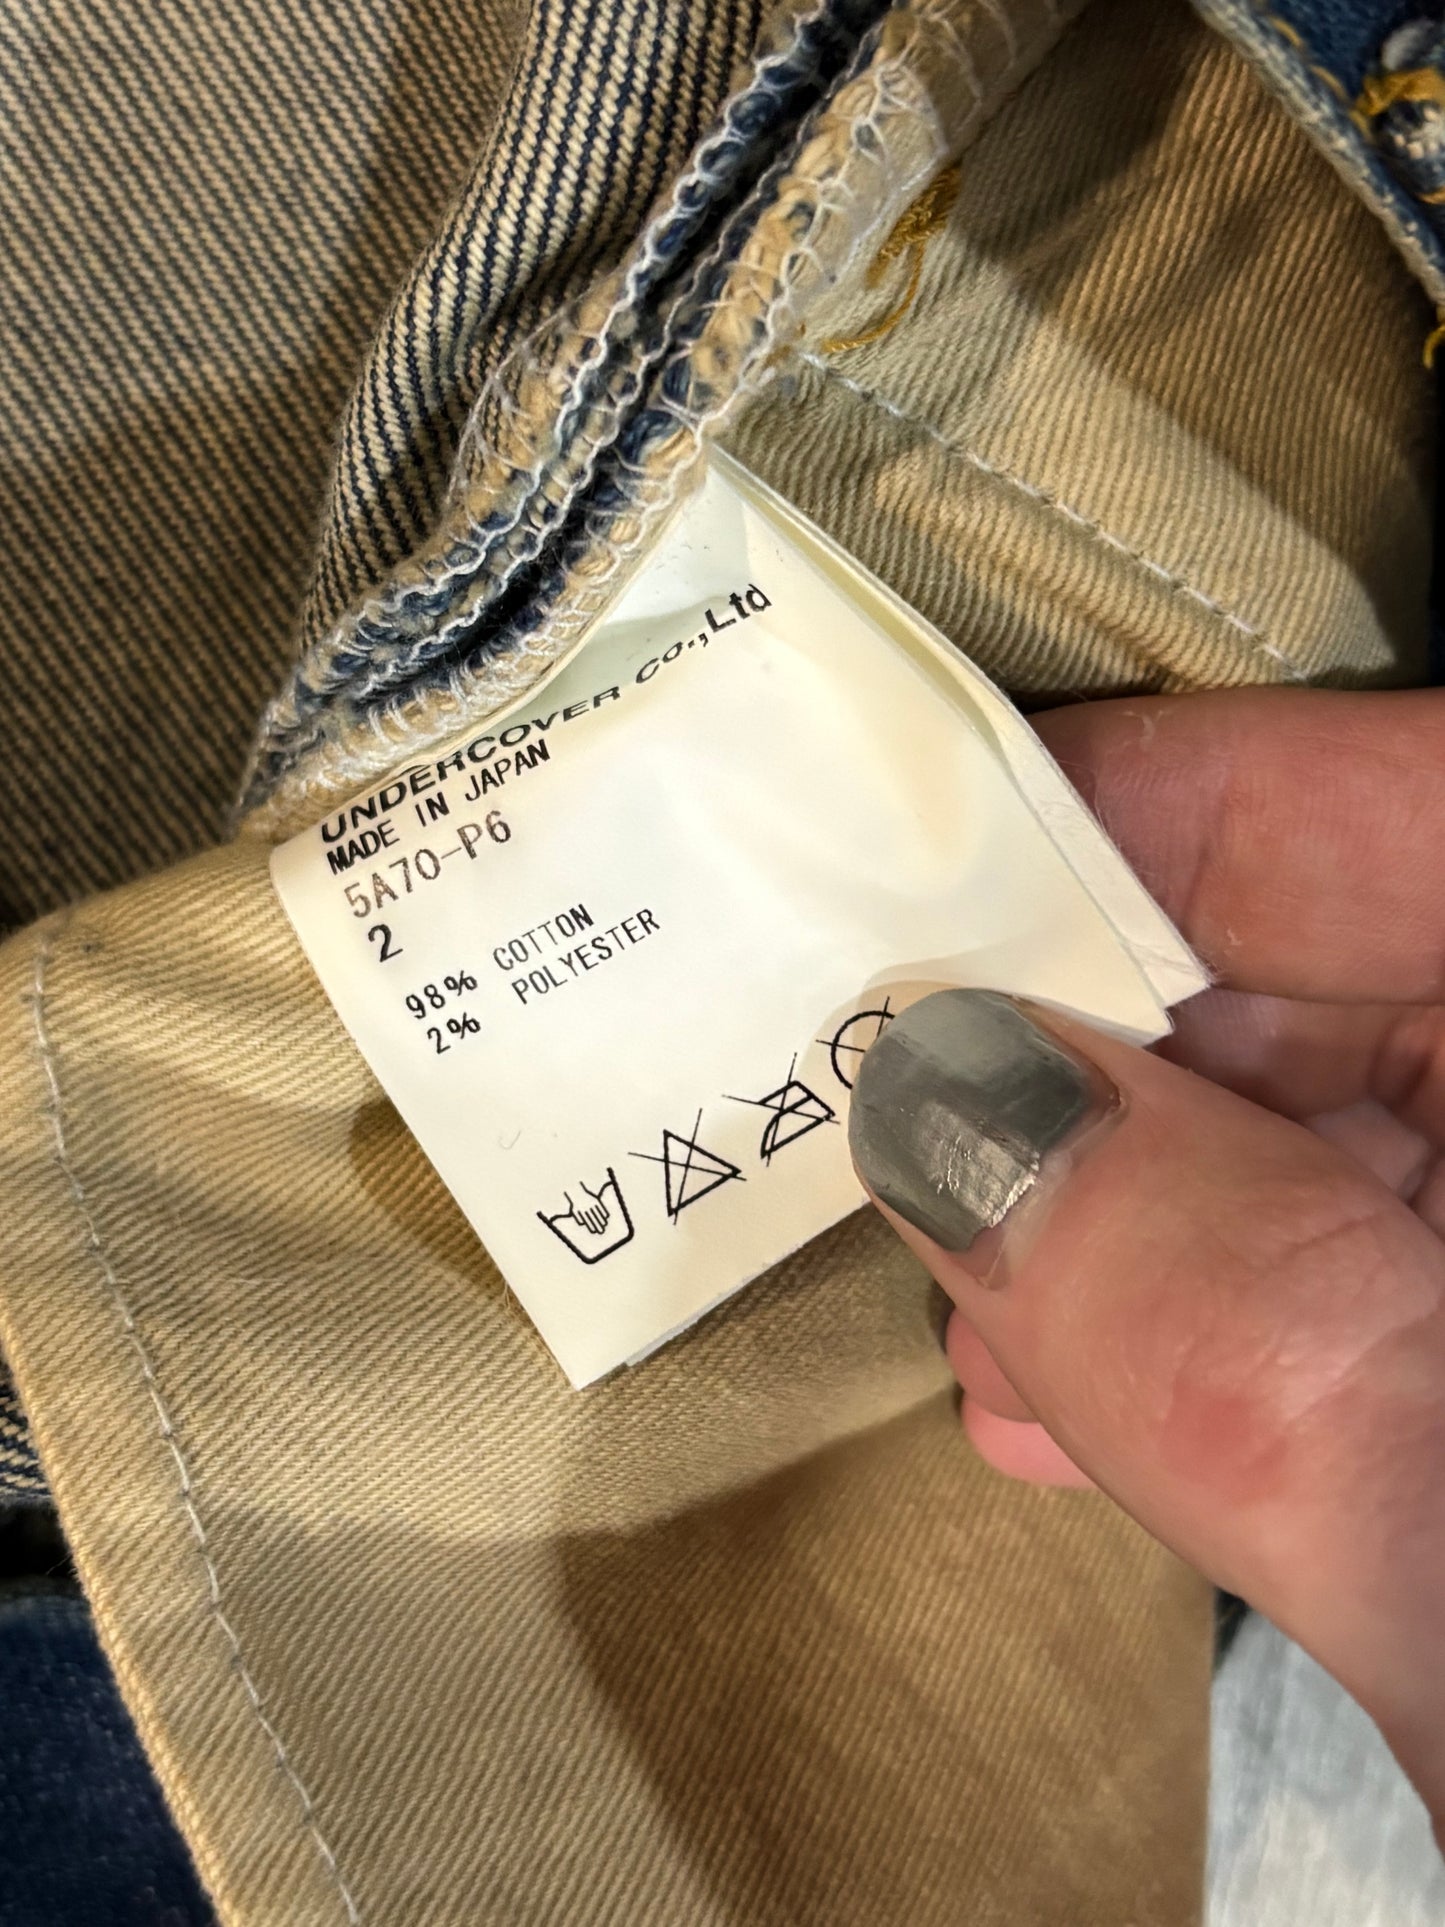 UNDERCOVER Co.,Ltd
MADE IN JAPAN
5A70-P6
2
98% COTTON
2% POLYESTER